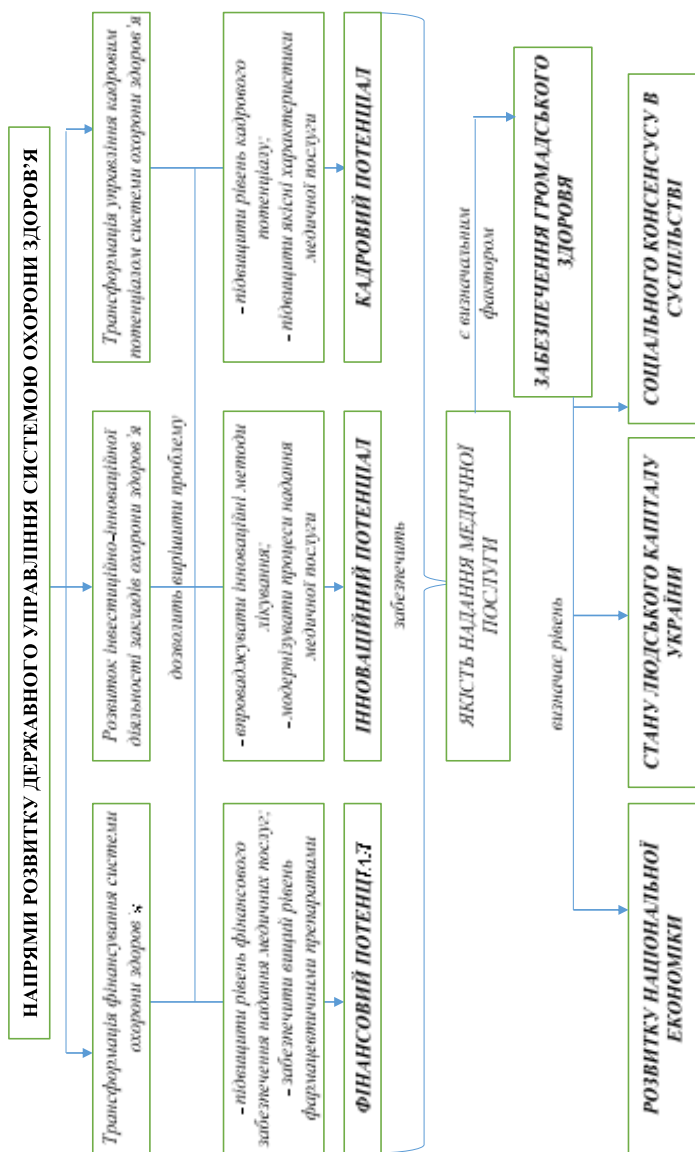 НАПРЯМИ РОЗВИТКУ ДЕРЖАВНОГО УПРАВЛІННЯ СИСТЕМОЮ ОХОРОНИ ЗДОРОВ'Я
Трансформація фінансування системи
охорони здоров'я
Розвиток інвестиційно-інноваційної
діяльності закладів охорони здоров'я
Трансформація управління кадровим
потенціалом системи охорони здоров'я
дозволить вирішити проблему
- підвищити рівень фінансового
забезпечення надання медичних послуг;
- забезпечити вищий рівень
фармацевтичними препаратами
- впроваджувати інноваційні методи
лікування;
- модернізувати процеси надання
медичної послуги
- підвищити рівень кадрового
потенціалу;
- підвищити якісні характеристики
медичної послуги
ФІНАНСОВИЙ ПОТЕНЦІАЛ
ІННОВАЦІЙНИЙ ПОТЕНЦІАЛ
КАДРОВИЙ ПОТЕНЦІАЛ
забезпечить
ЯКІСТЬ НАДАННЯ МЕДИЧНОЇ
ПОСЛУГИ
є визначальним
фактором
ЗАБЕЗПЕЧЕННЯ ГРОМАДСЬКОГО
ЗДОРОВЯ
визначає рівень
РОЗВИТКУ НАЦІОНАЛЬНОЇ
ЕКОНОМІКИ
СТАНУ ЛЮДСЬКОГО КАПІТАЛУ
УКРАЇНИ
СОЦІАЛЬНОГО КОНСЕНСУСУ В
СУСПІЛЬСТВІ